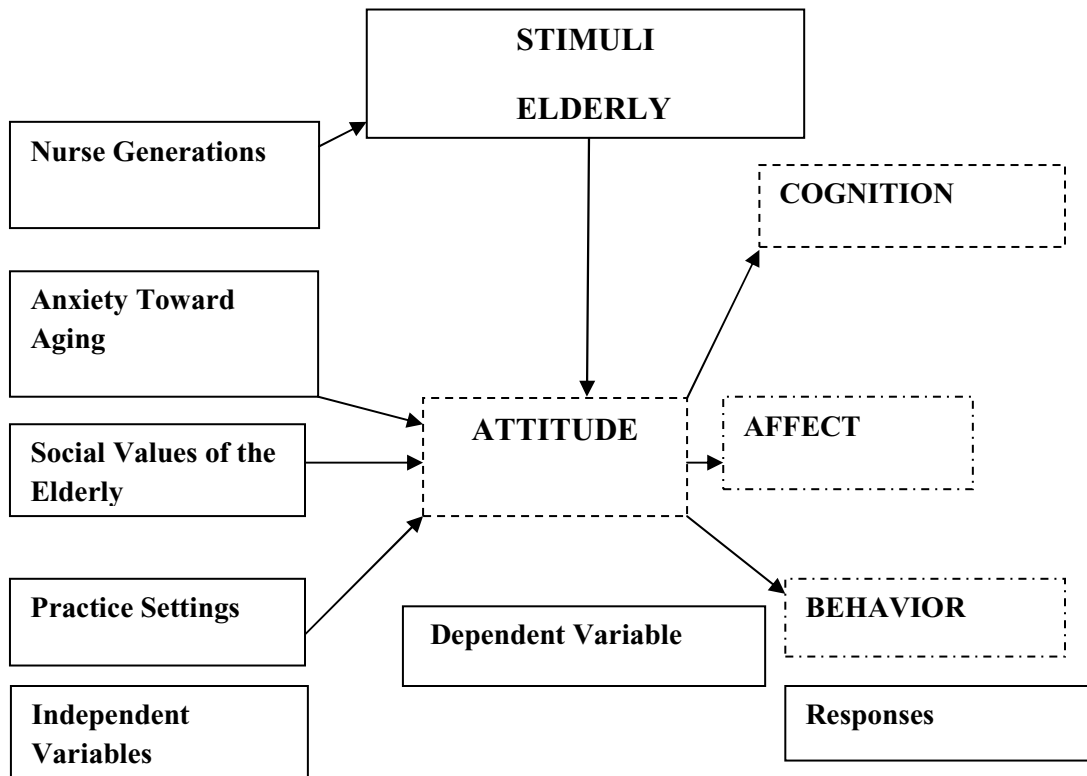 STIMULI
ELDERLY
Nurse Generations
COGNITION
Anxiety Toward
Aging
ATTITUDE
AFFECT
Social Values of the
Elderly
Practice Settings
BEHAVIOR
Dependent Variable
Independent
Variables
Responses